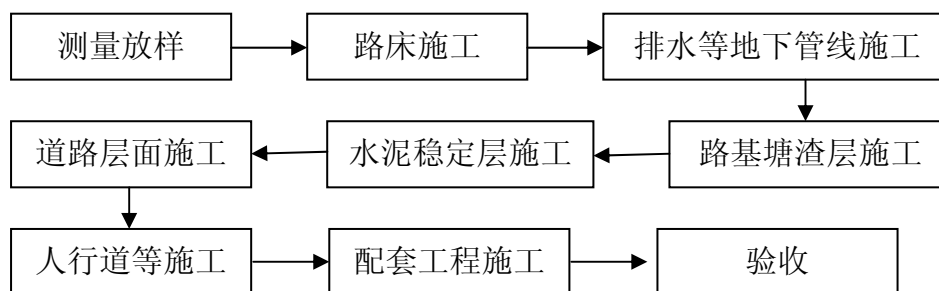 测量放样
路床施工
排水等地下管线施工
路基塘渣层施工
水泥稳定层施工
道路层面施工
人行道等施工
配套工程施工
验收